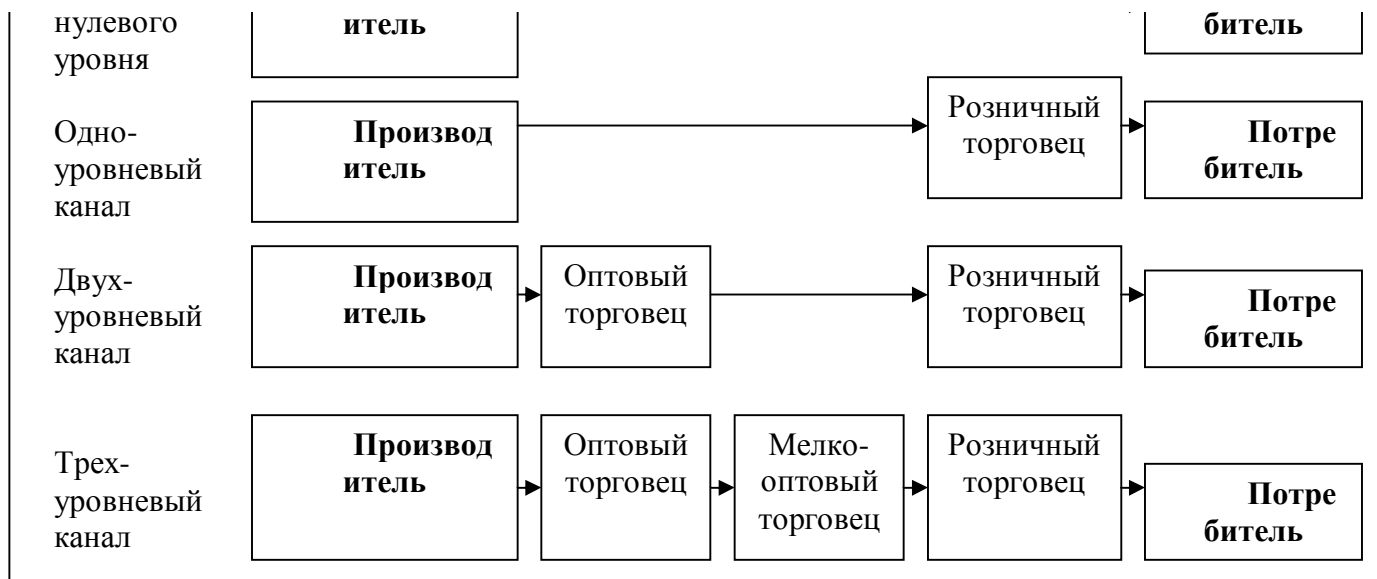 нулевого
уровня
итель
битель
Одно-
уровневый
канал
Производ
итель
Розничный
торговец
Потре
битель
Двух-
уровневый
канал
Производ
итель
Оптовый
торговец
Розничный
торговец
Потре
битель
Трех-
уровневый
канал
Производ
итель
Оптовый
торговец
Мелко-
оптовый
торговец
Розничный
торговец
Потре
битель